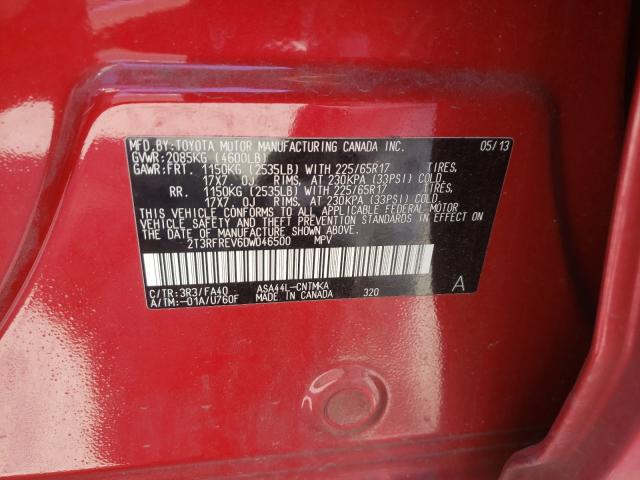 MFD.BY:TOYOTA MOTOR MANUFACTURING CANADA INC. 05/13
GVWR:2085KG (4600LB)
GAWR:FRT. 1150KG (2535LB) WITH 225/65R17 TIRES,
17X7.0J RIMS, AT 230KPA (33PSI) COLD.
RR. 1150KG (2535LB) WITH 225/65R17 TIRES,
17X7.0J RIMS, AT 230KPA (33PSI) COLD.
THIS VEHICLE CONFORMS TO ALL APPLICABLE FEDERAL MOTOR
VEHICLE SAFETY AND THEFT PREVENTION STANDARDS IN EFFECT
ON THE DATE OF MANUFACTURE SHOWN ABOVE.
2T3RFREV6DW046500 MPV
C/TR:3R3/FA40 ASA44L-CNTMKA A
A/TM:-01A/U760F MADE IN CANADA 320